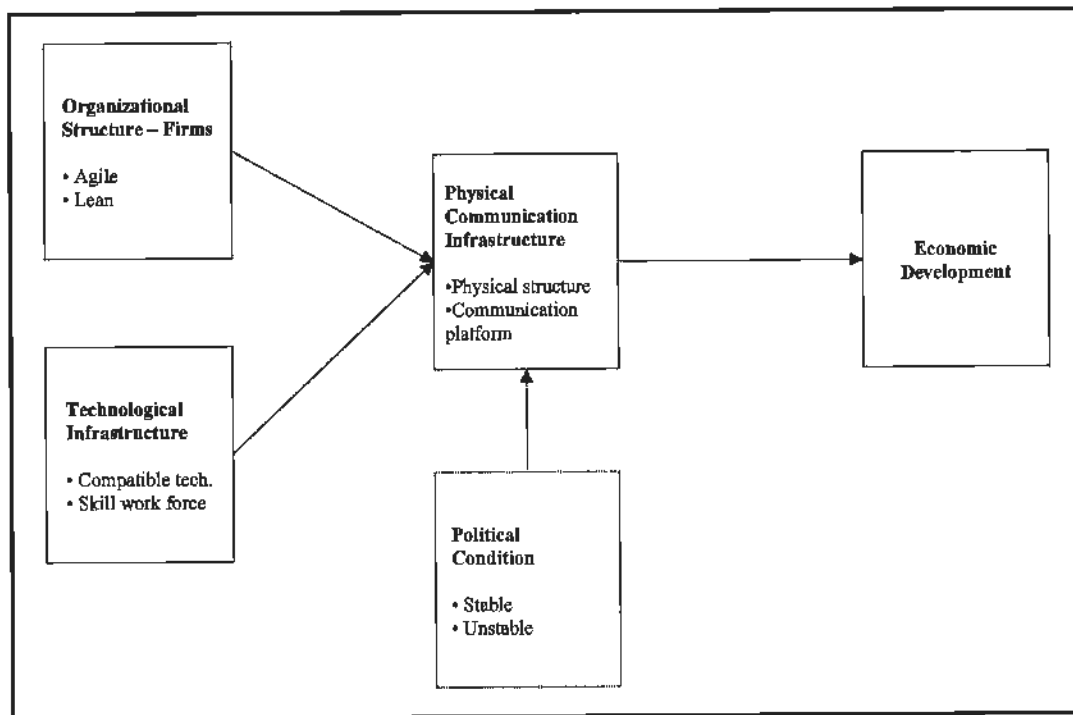 Organizational
Structure – Firms
• Agile
• Lean
Technological
Infrastructure
• Compatible tech.
• Skill work force
Physical
Communication
Infrastructure
•Physical structure
•Communication
platform
Political
Condition
• Stable
• Unstable
Economic
Development